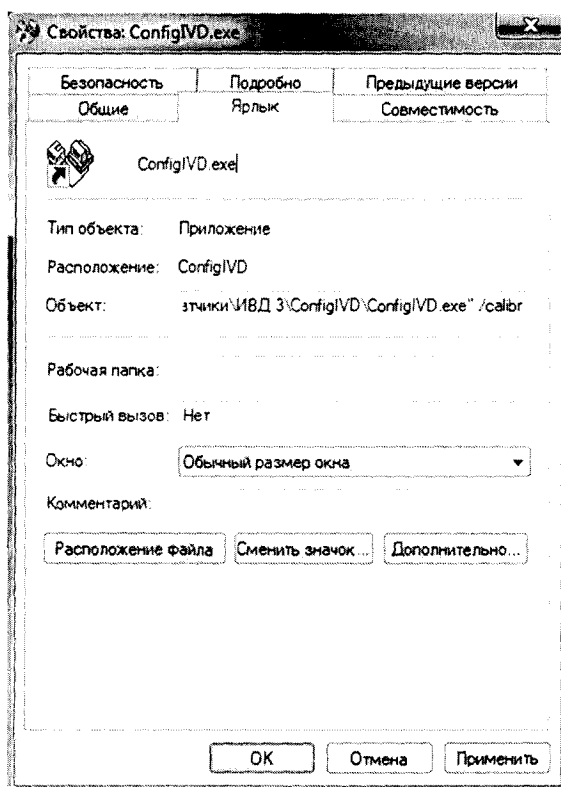 Свойства: ConfigIVD.exe
Безопасность Подробно Предыдущие версии
Общие Ярлык Совместимость
ConfigIVD.exe
Тип объекта: Приложение
Расположение: ConfigIVD
Объект: зтчики\ИВД 3\ConfigIVD\ConfigIVD.exe" /calibr
Рабочая папка:
Быстрый вызов: Нет
Окно: Обычный размер окна
Комментарий:
Расположение файла Сменить значок... Дополнительно...
OK Отмена Применить